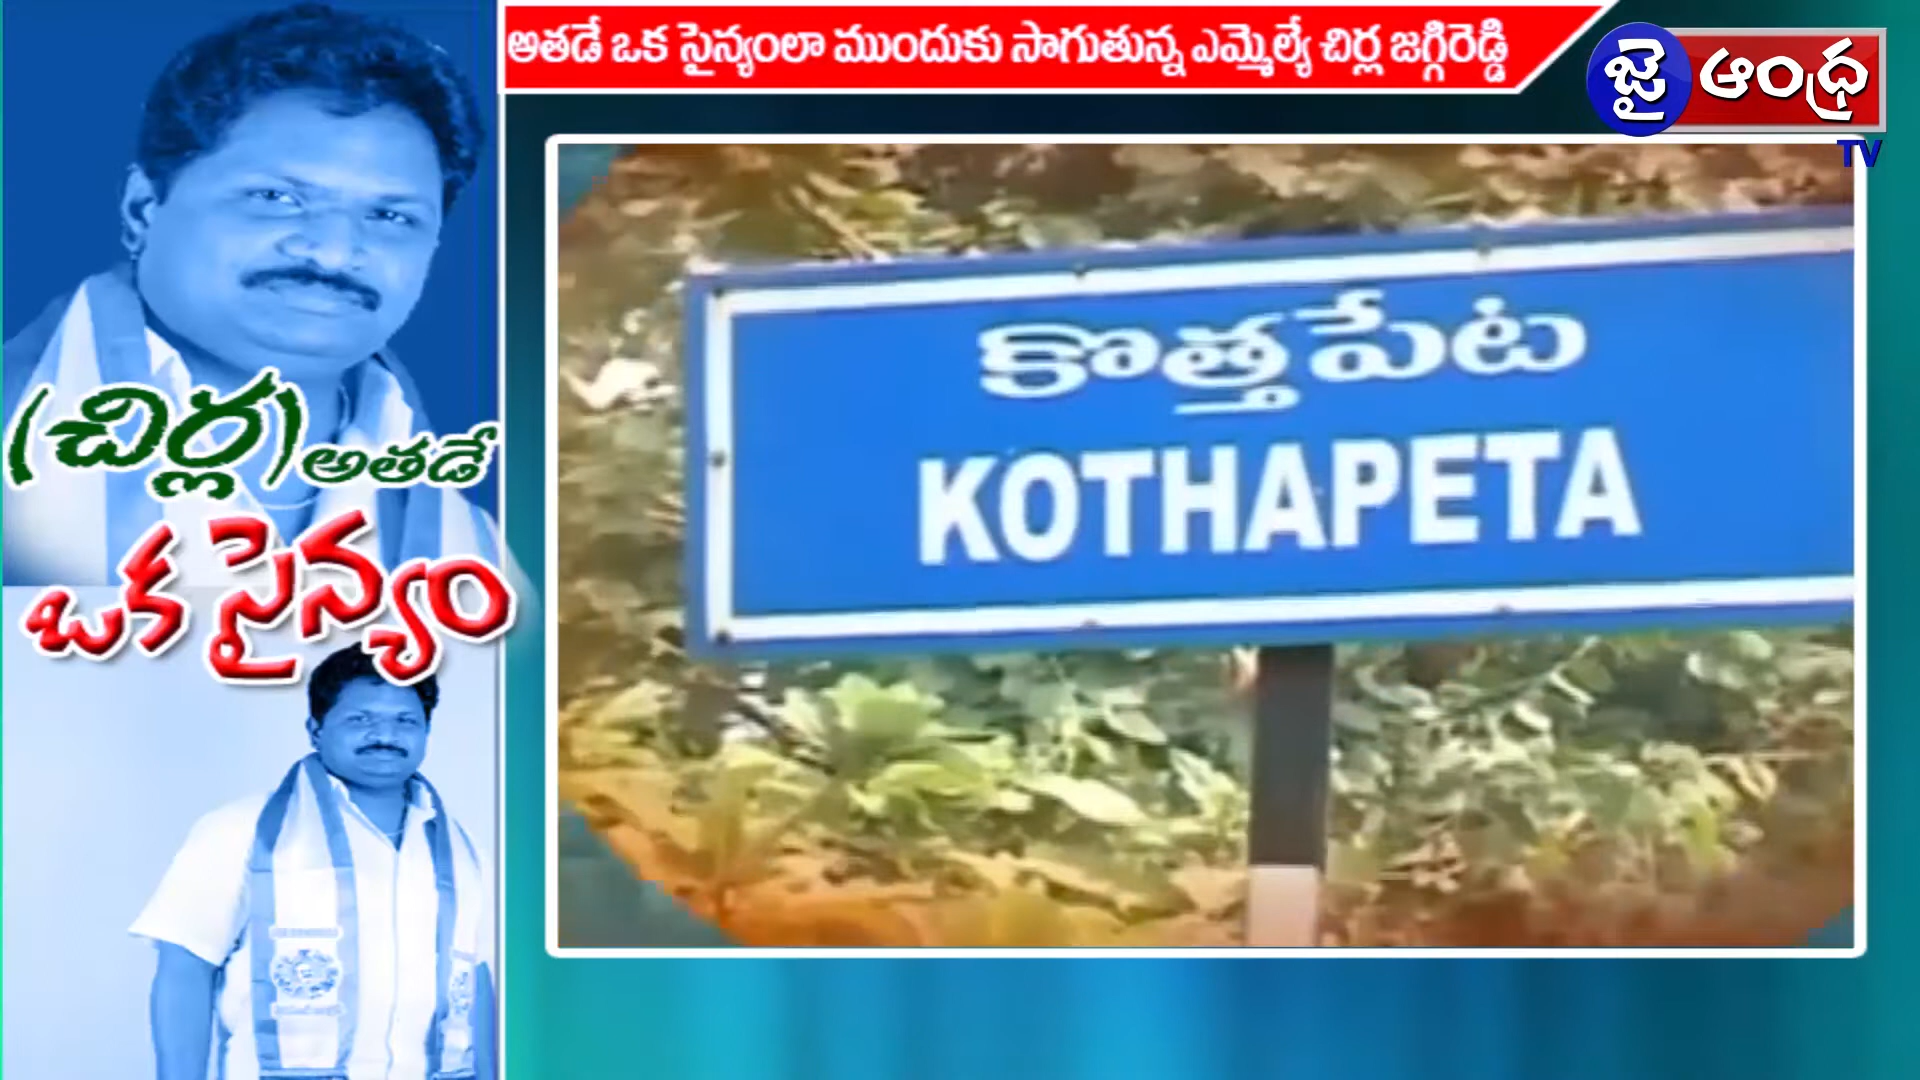 అతడే ఒక సైన్యంలా ముందుకు సాగుతున్న ఎమ్మెల్యే చిర్ల జగ్గిరెడ్డి
జై ఆంధ్ర
TV
కొత్తపేట
KOTHAPETA
(చిర్ల) అతడే
ఒక సైన్యం